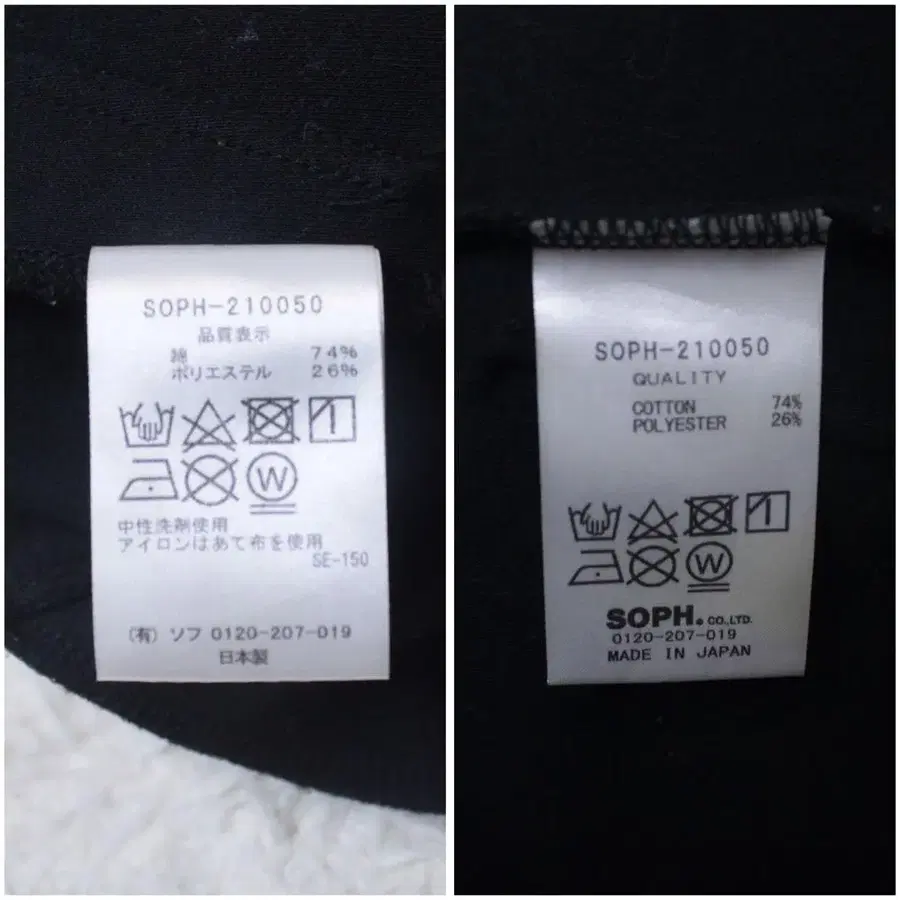 SOPH-210050
品質表示
綿 74%
ポリエステル 26%
W
中性洗剤使用
アイロンはあて布を使用
SE-150
(有) ソフ 0120-207-019
日本製
SOPH-210050
QUALITY
COTTON 74%
POLYESTER 26%
W
SOPH. CO.,LTD.
0120-207-019
MADE IN JAPAN